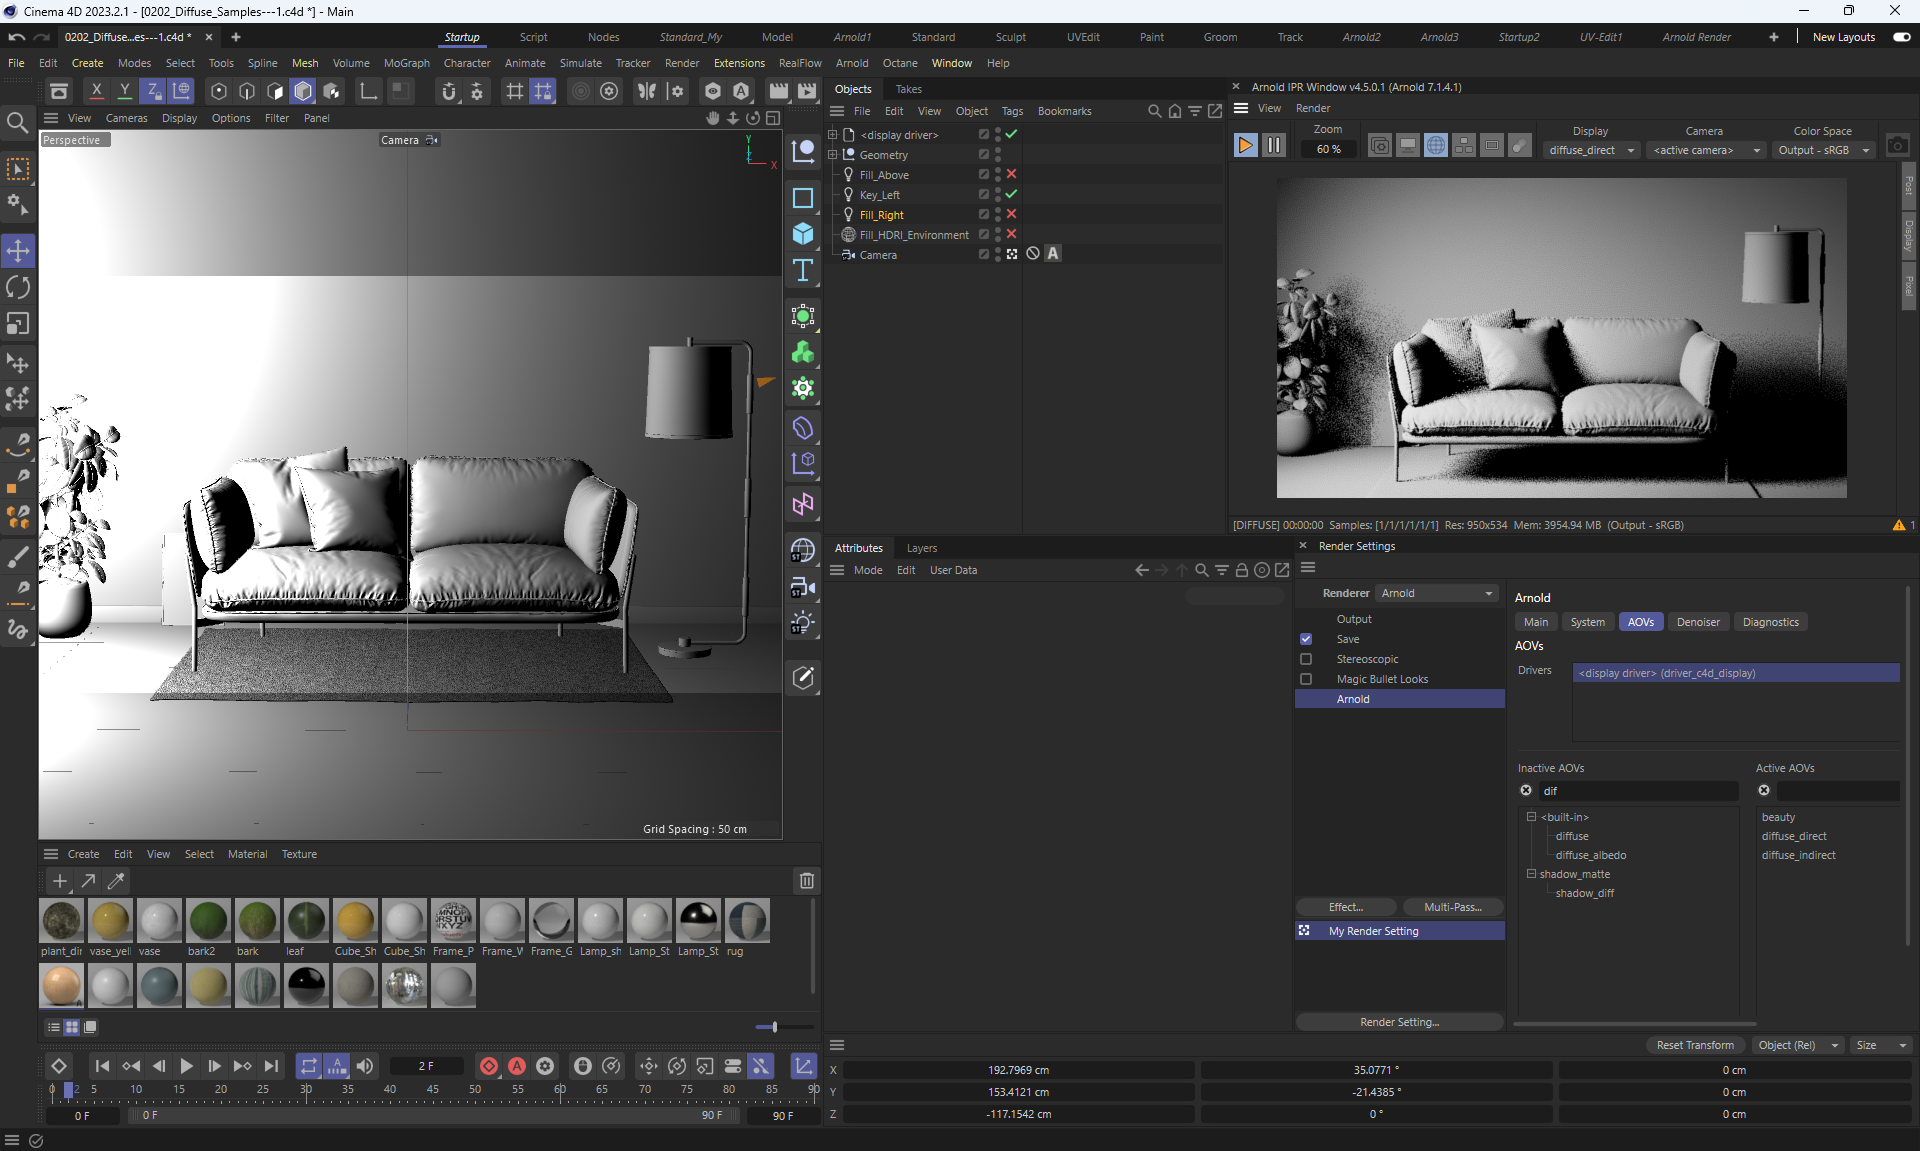 Cinema 4D 2023.2.1 - [0202_Diffuse_Samples---1.c4d *] - Main
0202_Diffuse...es---1.c4d *
Startup Script Nodes Standard_My Model Arnold1 Standard Sculpt UVEdit Paint Groom Track Arnold2 Arnold3 Startup2 UV-Edit1 Arnold Render New Layouts
File Edit Create Modes Select Tools Spline Mesh Volume MoGraph Character Animate Simulate Tracker Render Extensions RealFlow Arnold Octane Window Help
X Y Z
View Cameras Display Options Filter Panel
Perspective
Camera
Y
Z
X
Grid Spacing : 50 cm
Objects Takes
File Edit View Object Tags Bookmarks
<display driver>
Geometry
Fill_Above
Key_Left
Fill_Right
Fill_HDRI_Environment
Camera
A
Arnold IPR Window v4.5.0.1 (Arnold 7.1.4.1)
View Render
Zoom Display Camera Color Space
60 % diffuse_direct <active camera> Output - sRGB
Post
Display
Pixel
[DIFFUSE] 00:00:00 Samples: [1/1/1/1/1/1] Res: 950x534 Mem: 3954.94 MB (Output - sRGB)
1
Attributes Layers
Mode Edit User Data
Render Settings
Renderer Arnold
Output
Save
Stereoscopic
Magic Bullet Looks
Arnold
Effect... Multi-Pass...
My Render Setting
Render Setting...
Arnold
Main System AOVs Denoiser Diagnostics
AOVs
Drivers <display driver> (driver_c4d_display)
Inactive AOVs Active AOVs
dif
<built-in>
diffuse
diffuse_albedo
shadow_matte
shadow_diff
beauty
diffuse_direct
diffuse_indirect
Create Edit View Select Material Texture
plant_dir vase_yell vase bark2 bark leaf Cube_Sh Cube_Sh Frame_P Frame_W Frame_G Lamp_sh Lamp_St Lamp_St rug
2 F
0 2 5 10 15 20 25 30 35 40 45 50 55 60 65 70 75 80 85 90
0 F 0 F 90 F 90 F
Reset Transform Object (Rel) Size
X 192.7969 cm 35.0771 ° 0 cm
Y 153.4121 cm -21.4385 ° 0 cm
Z -117.1542 cm 0 ° 0 cm